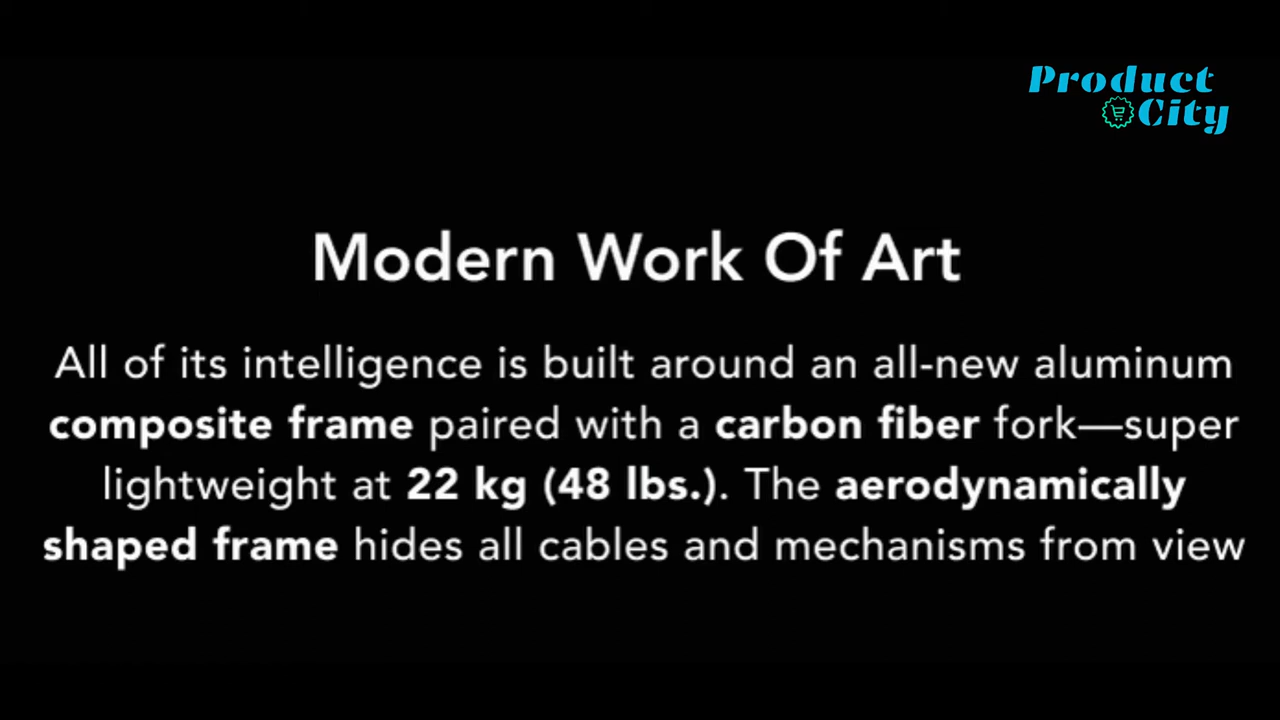 Product
City
Modern Work Of Art
All of its intelligence is built around an all-new aluminum
composite frame paired with a carbon fiber fork—super
lightweight at 22 kg (48 lbs.). The aerodynamically
shaped frame hides all cables and mechanisms from view